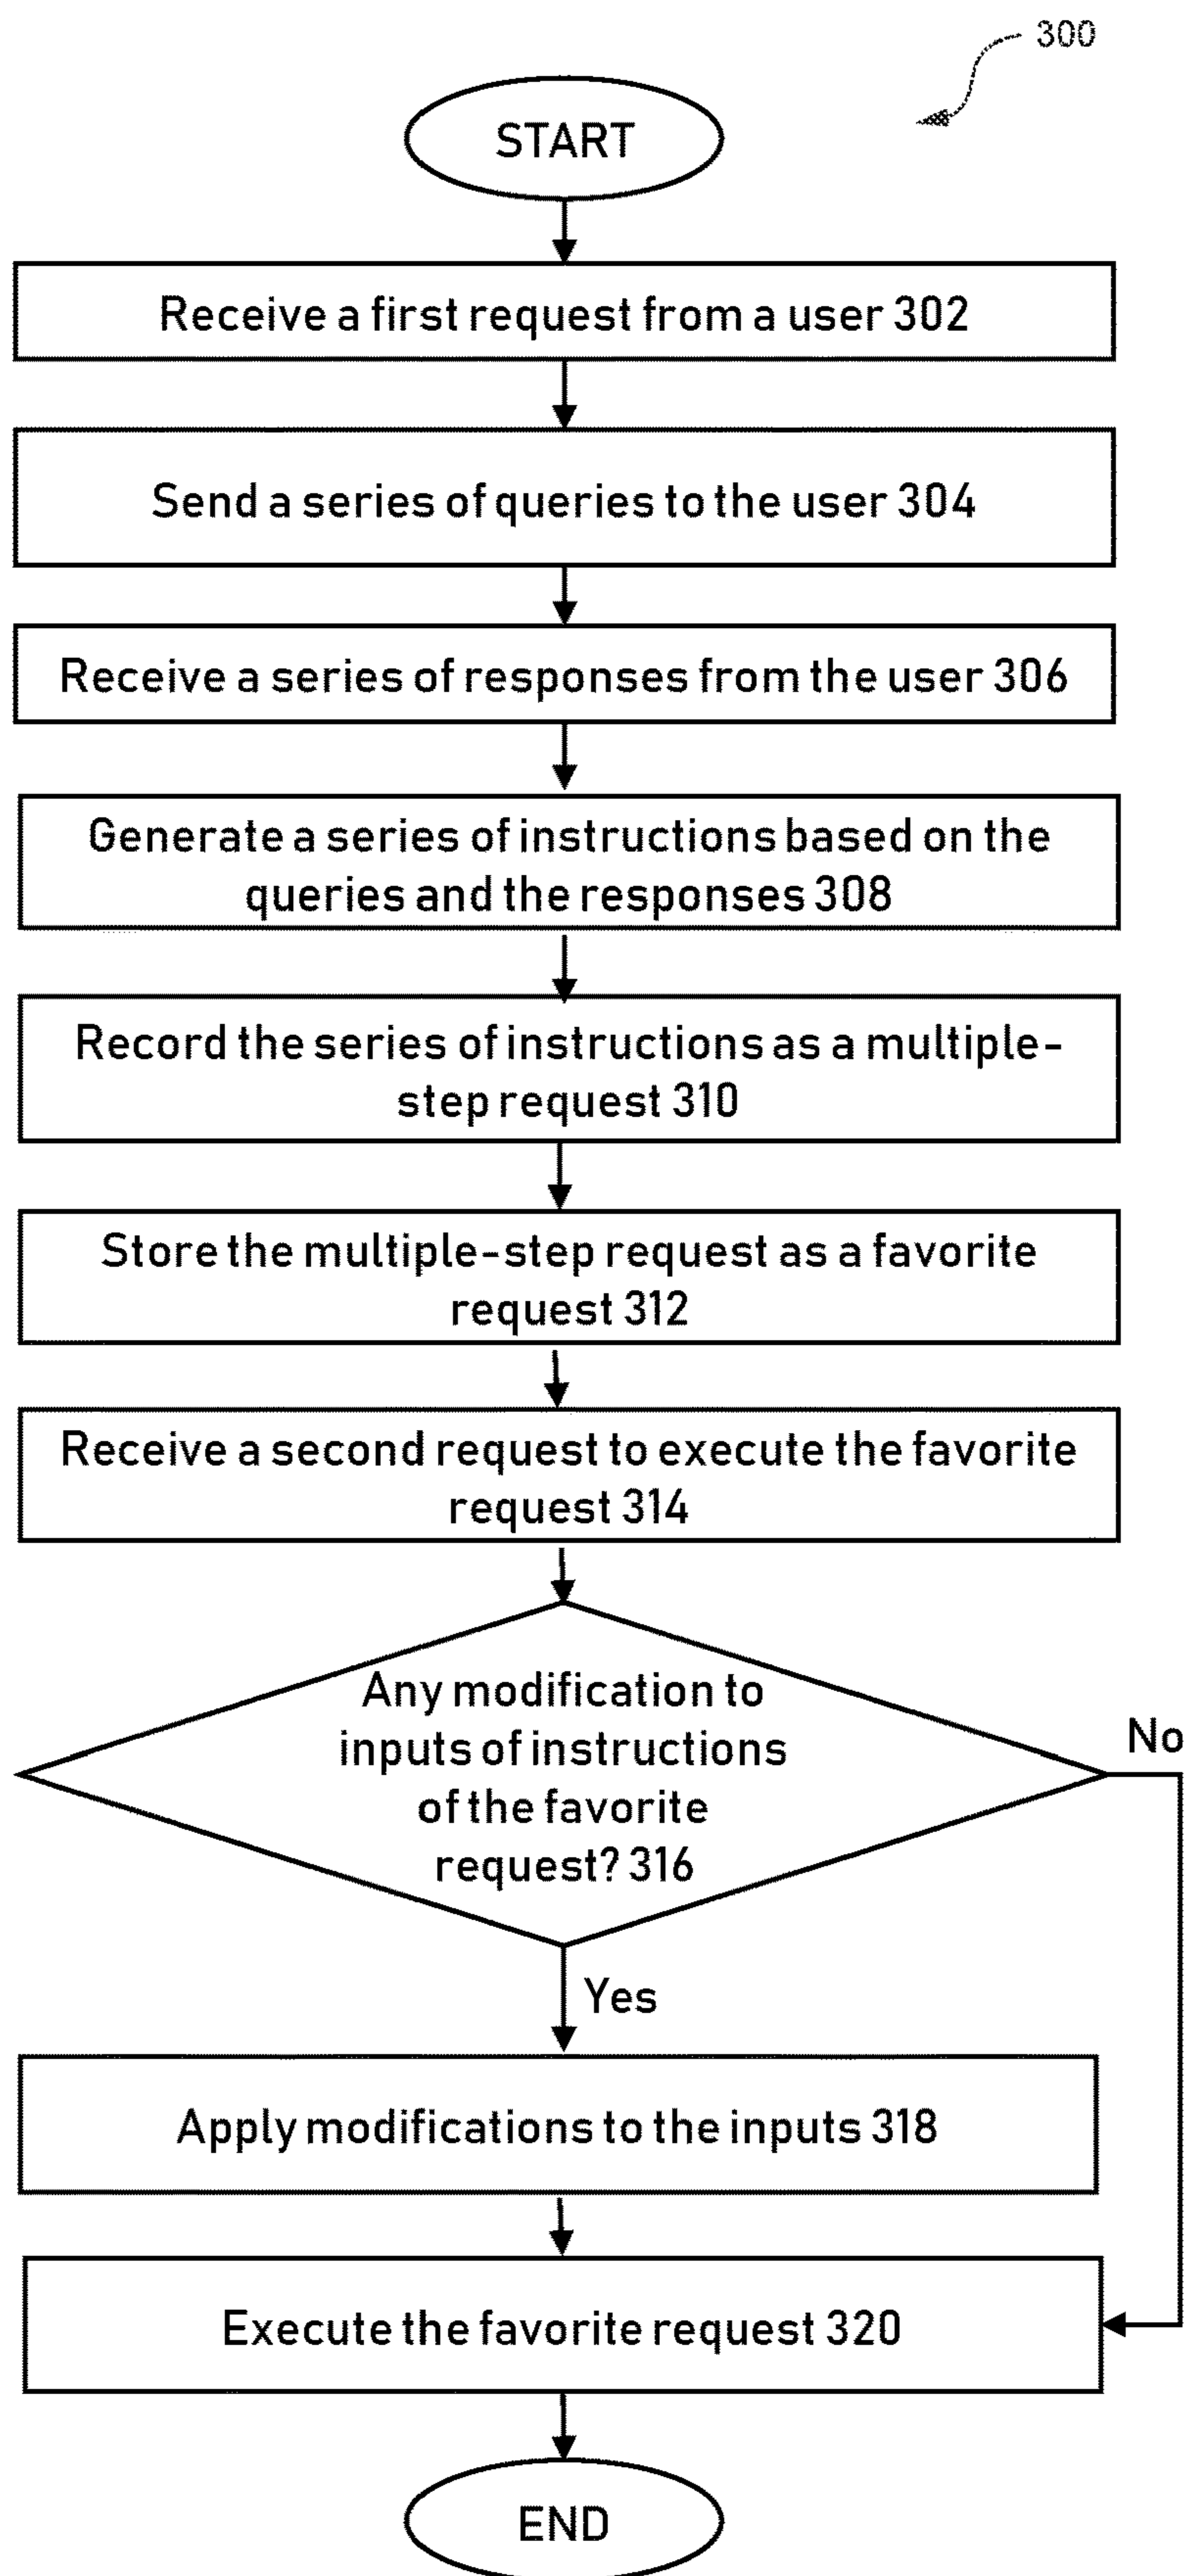 300
START
Receive a first request from a user 302
Send a series of queries to the user 304
Receive a series of responses from the user 306
Generate a series of instructions based on the
queries and the responses 308
Record the series of instructions as a multiple-
step request 310
Store the multiple-step request as a favorite
request 312
Receive a second request to execute the favorite
request 314
Any modification to
inputs of instructions
of the favorite
request? 316
No
Yes
Apply modifications to the inputs 318
Execute the favorite request 320
END